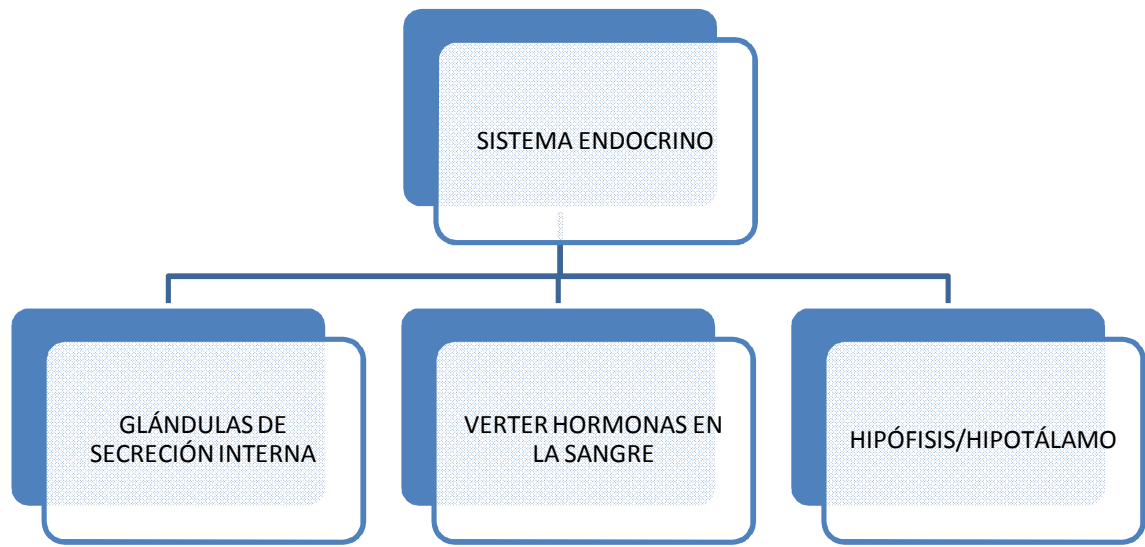 SISTEMA ENDOCRINO
GLÁNDULAS DE
SECRECIÓN INTERNA
VERTER HORMONAS EN
LA SANGRE
HIPÓFISIS/HIPOTÁLAMO